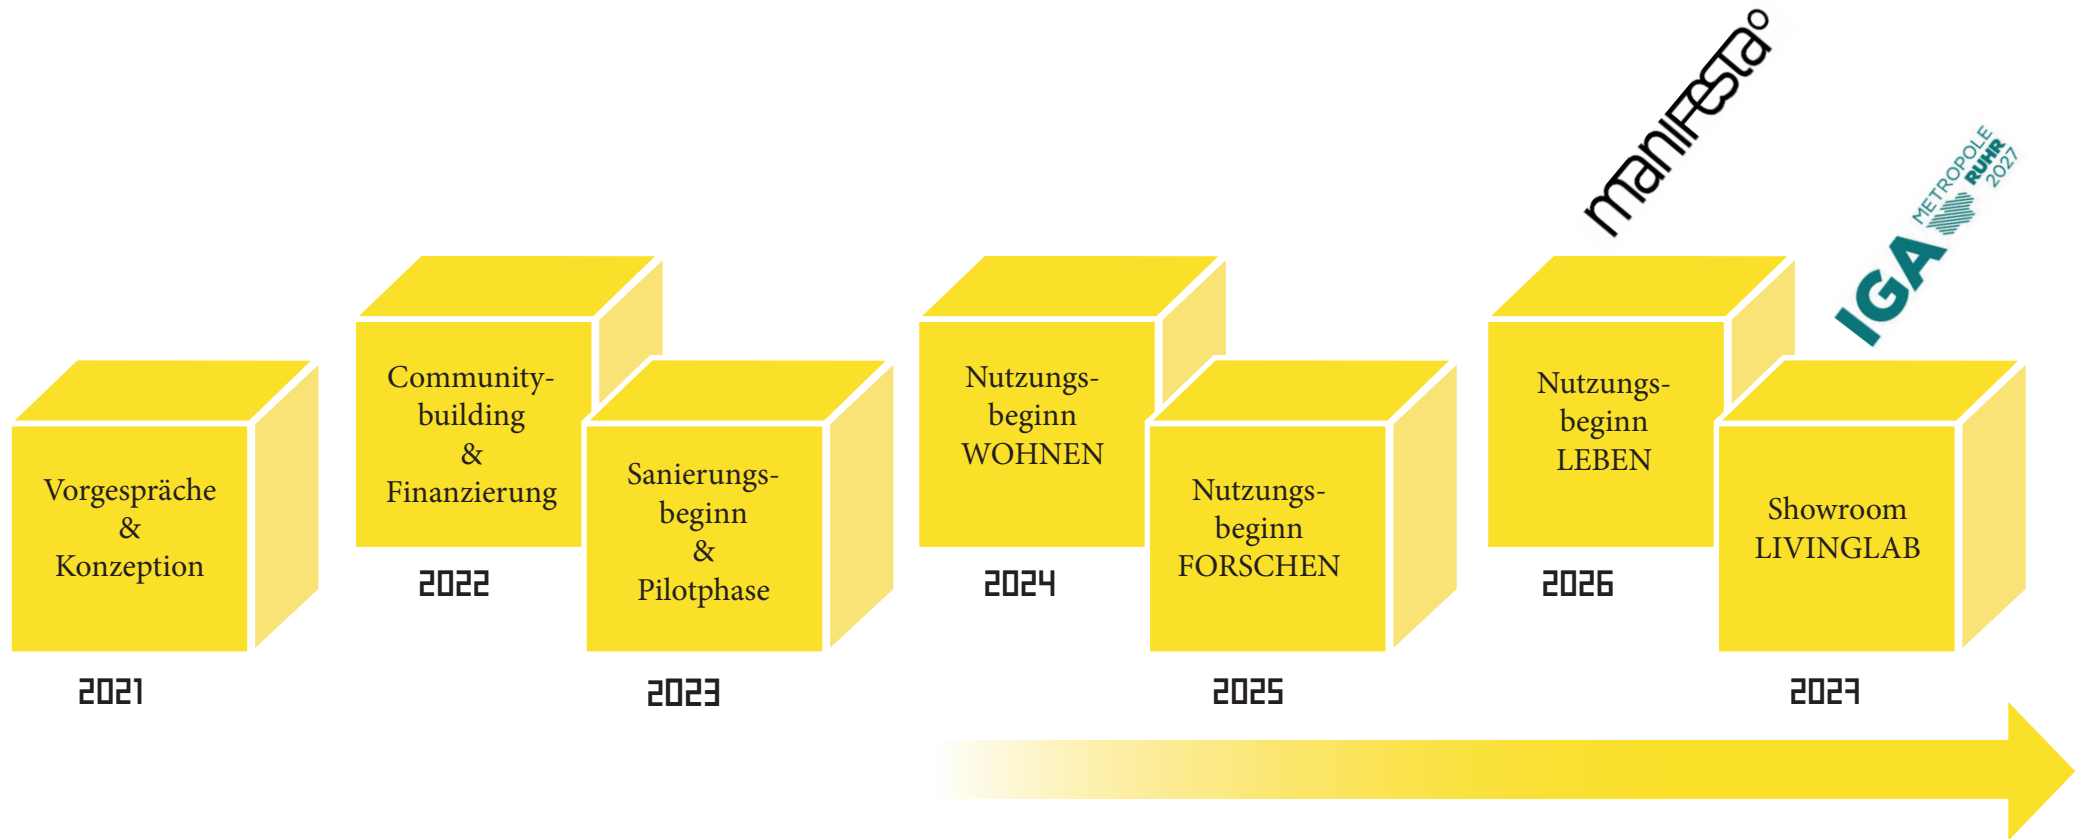 Vorgespräche
&
Konzeption
2021
Community-
building
&
Finanzierung
2022
Sanierungs-
beginn
&
Pilotphase
2023
Nutzungs-
beginn
WOHNEN
2024
Nutzungs-
beginn
FORSCHEN
2025
manIFesta
Nutzungs-
beginn
LEBEN
2026
IGA
METROPOLE
RUHR
2027
Showroom
LIVINGLAB
2027